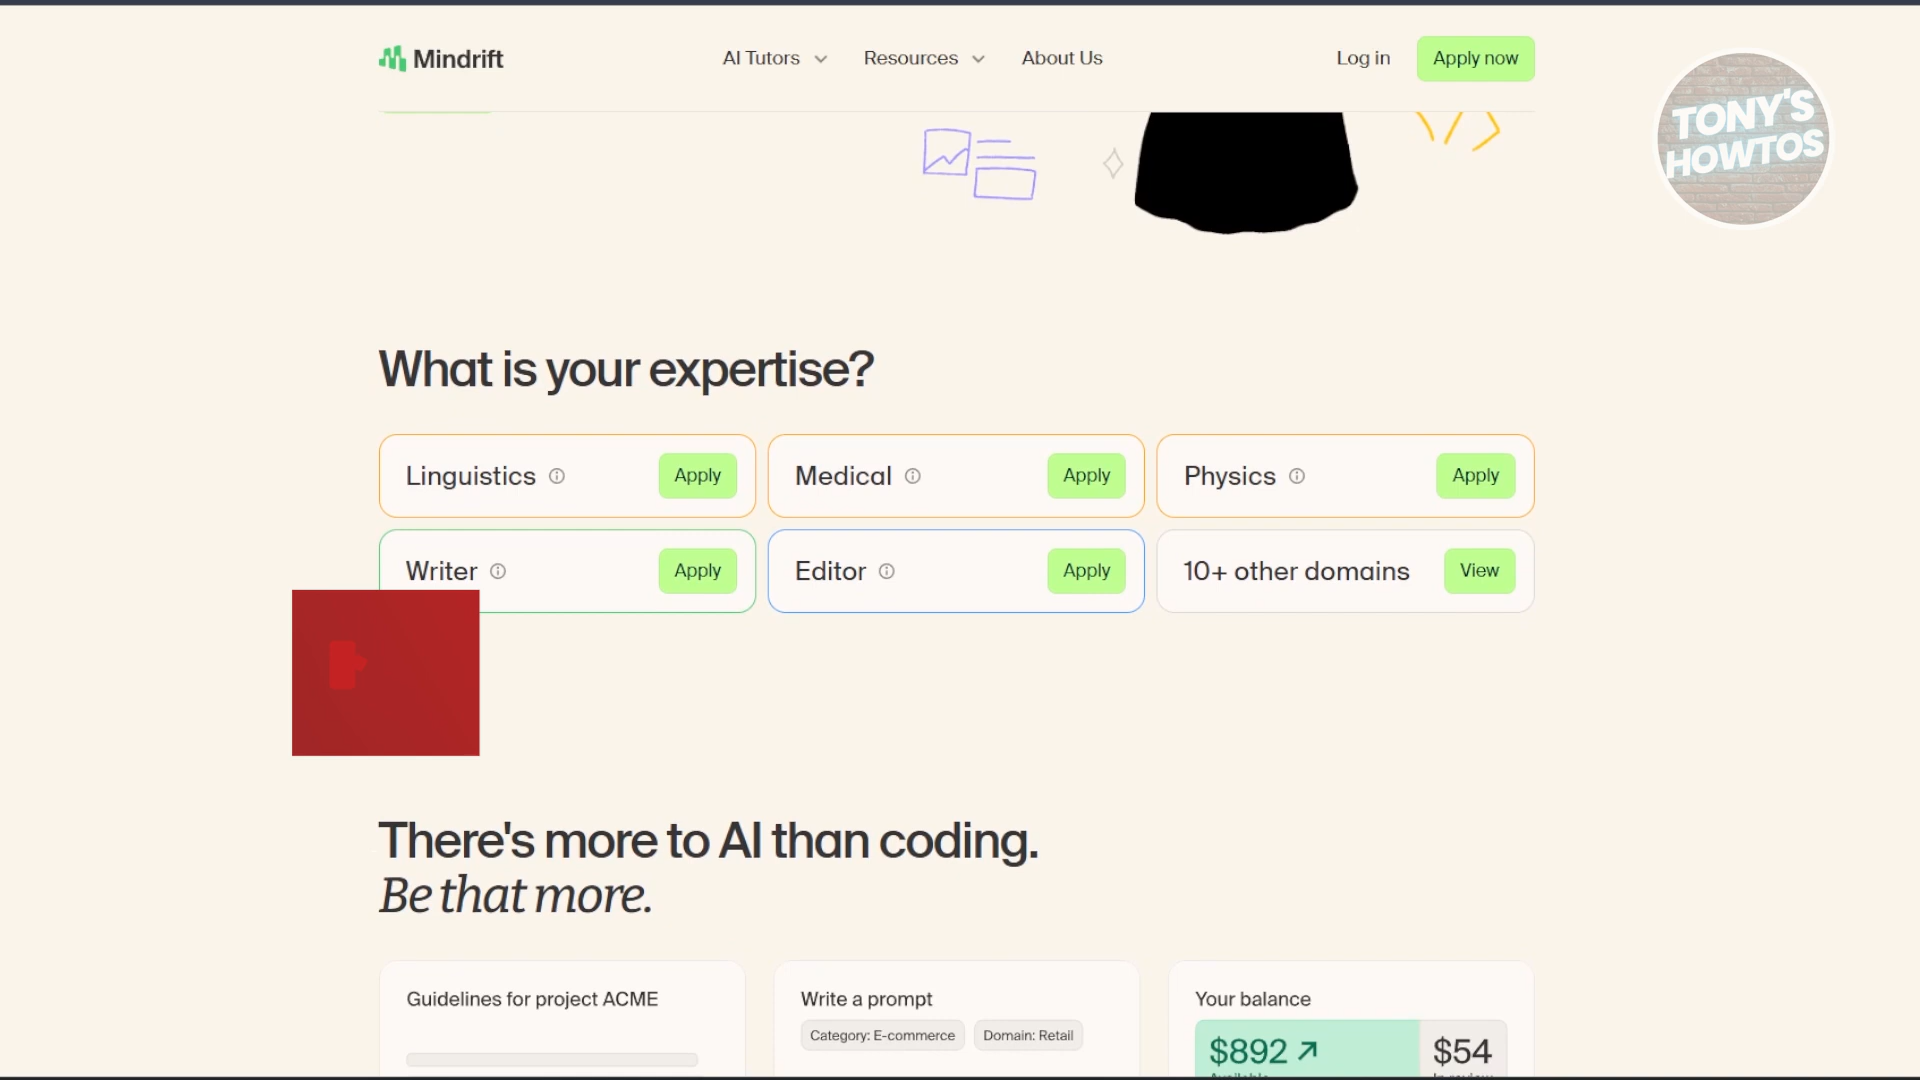 Mindrift
AI Tutors
Resources
About Us
Log in
Apply now
TONY'S
HOWTOS
What is your expertise?
Linguistics
Apply
Medical
Apply
Physics
Apply
Writer
Apply
Editor
Apply
10+ other domains
View
There's more to AI than coding.
Be that more.
Guidelines for project ACME
Write a prompt
Category: E-commerce
Domain: Retail
Your balance
$892
$54